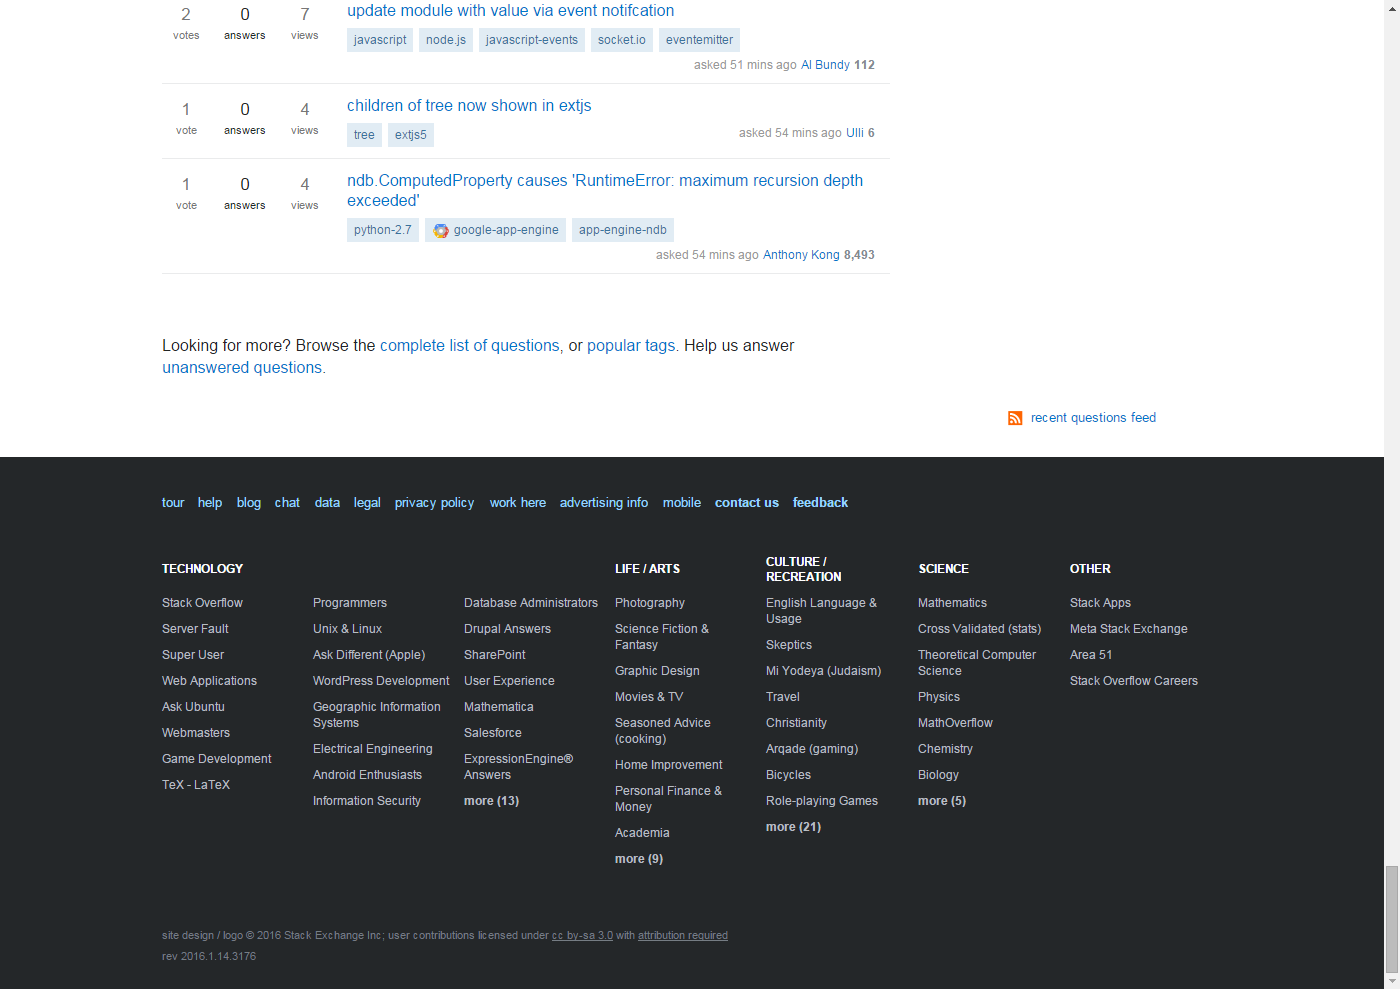 2 0 7 update module with value via event notifcation
votes answers views
javascript node.js javascript-events socket.io eventemitter
asked 51 mins ago Al Bundy 112
1 0 4 children of tree now shown in extjs
vote answers views
tree extjs5 asked 54 mins ago Ulli 6
1 0 4 ndb.ComputedProperty causes 'RuntimeError: maximum recursion depth
exceeded'
vote answers views
python-2.7 google-app-engine app-engine-ndb
asked 54 mins ago Anthony Kong 8,493
Looking for more? Browse the complete list of questions, or popular tags. Help us answer
unanswered questions.
recent questions feed
tour help blog chat data legal privacy policy work here advertising info mobile contact us feedback
TECHNOLOGY
Stack Overflow
Server Fault
Super User
Web Applications
Ask Ubuntu
Webmasters
Game Development
TeX - LaTeX
Programmers
Unix & Linux
Ask Different (Apple)
WordPress Development
Geographic Information
Systems
Electrical Engineering
Android Enthusiasts
Information Security
Database Administrators
Drupal Answers
SharePoint
User Experience
Mathematica
Salesforce
ExpressionEngine®
Answers
more (13)
LIFE / ARTS
Photography
Science Fiction &
Fantasy
Graphic Design
Movies & TV
Seasoned Advice
(cooking)
Home Improvement
Personal Finance &
Money
Academia
more (9)
CULTURE /
RECREATION
English Language &
Usage
Skeptics
Mi Yodeya (Judaism)
Travel
Christianity
Arqade (gaming)
Bicycles
Role-playing Games
more (21)
SCIENCE
Mathematics
Cross Validated (stats)
Theoretical Computer
Science
Physics
MathOverflow
Chemistry
Biology
more (5)
OTHER
Stack Apps
Meta Stack Exchange
Area 51
Stack Overflow Careers
site design / logo © 2016 Stack Exchange Inc; user contributions licensed under cc by-sa 3.0 with attribution required
rev 2016.1.14.3176